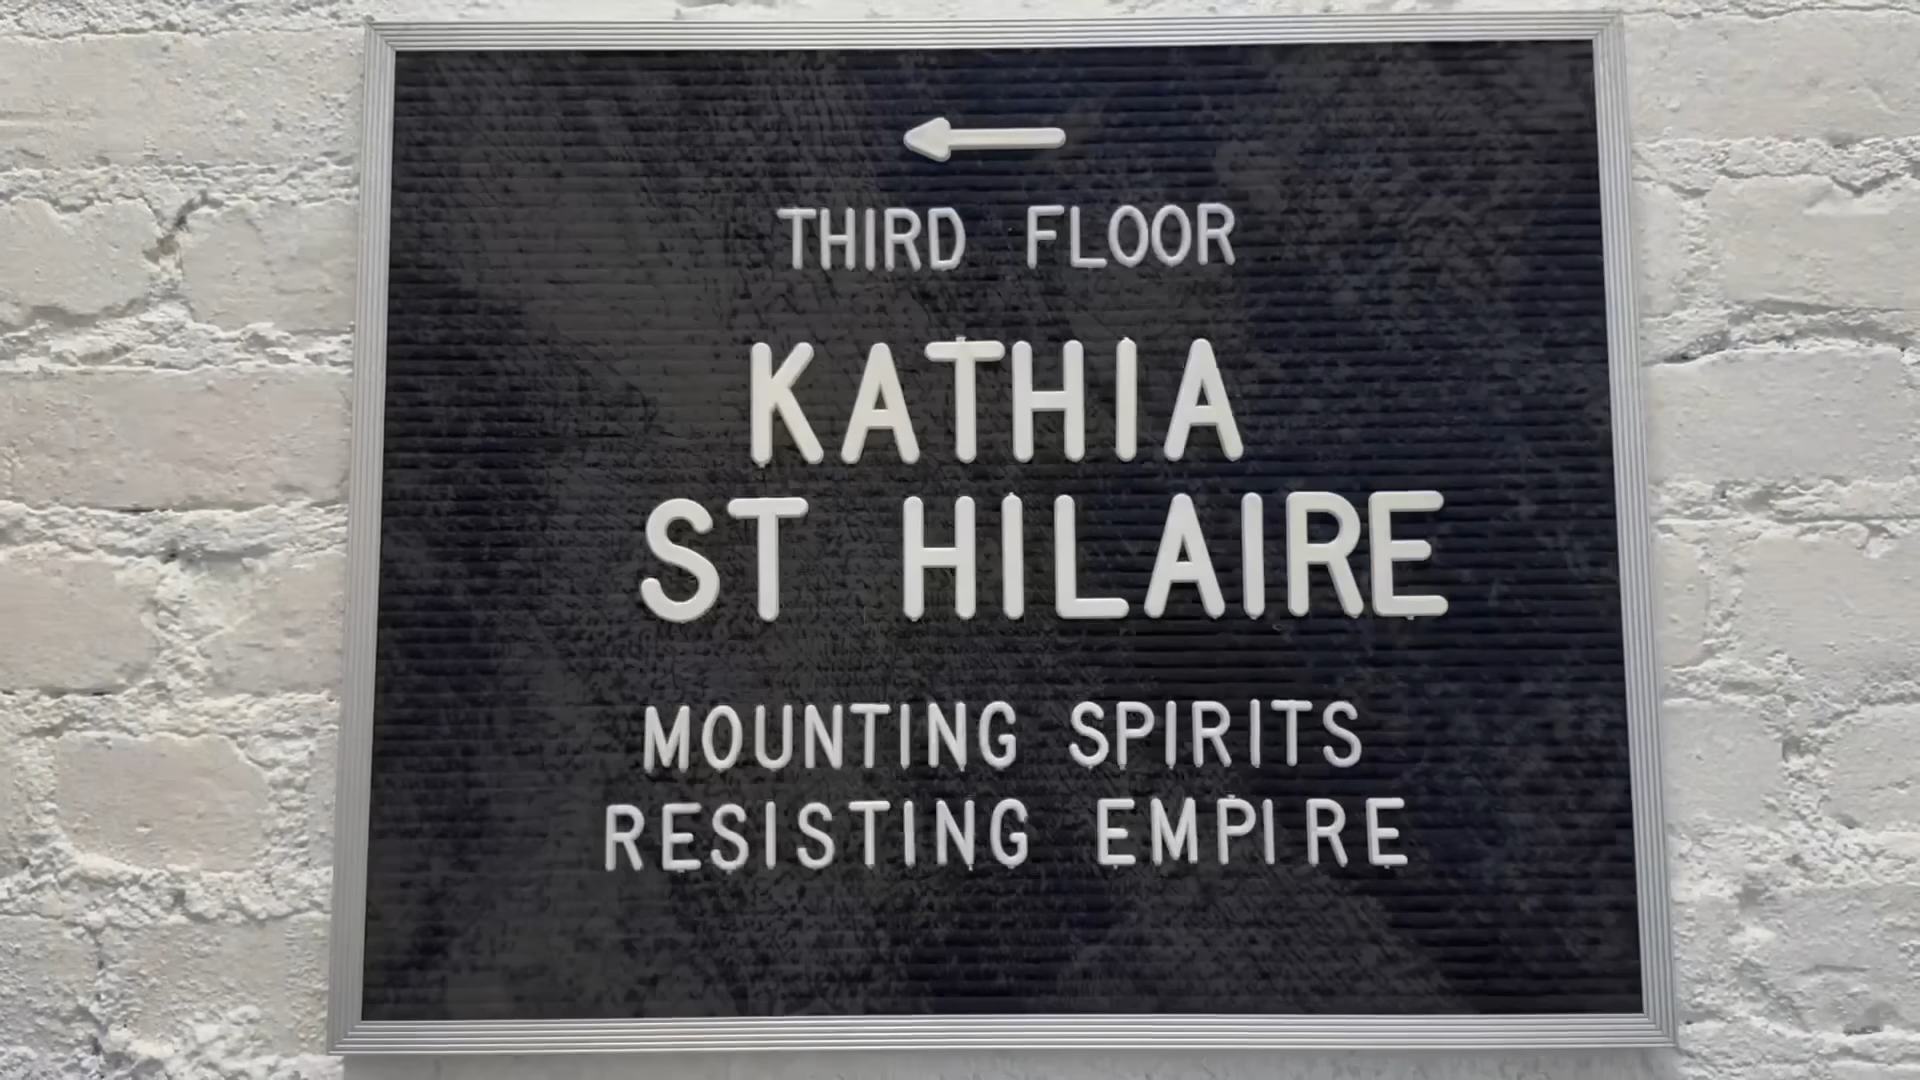 THIRD FLOOR
KATHIA
ST HILAIRE
MOUNTING SPIRITS
RESISTING EMPIRE